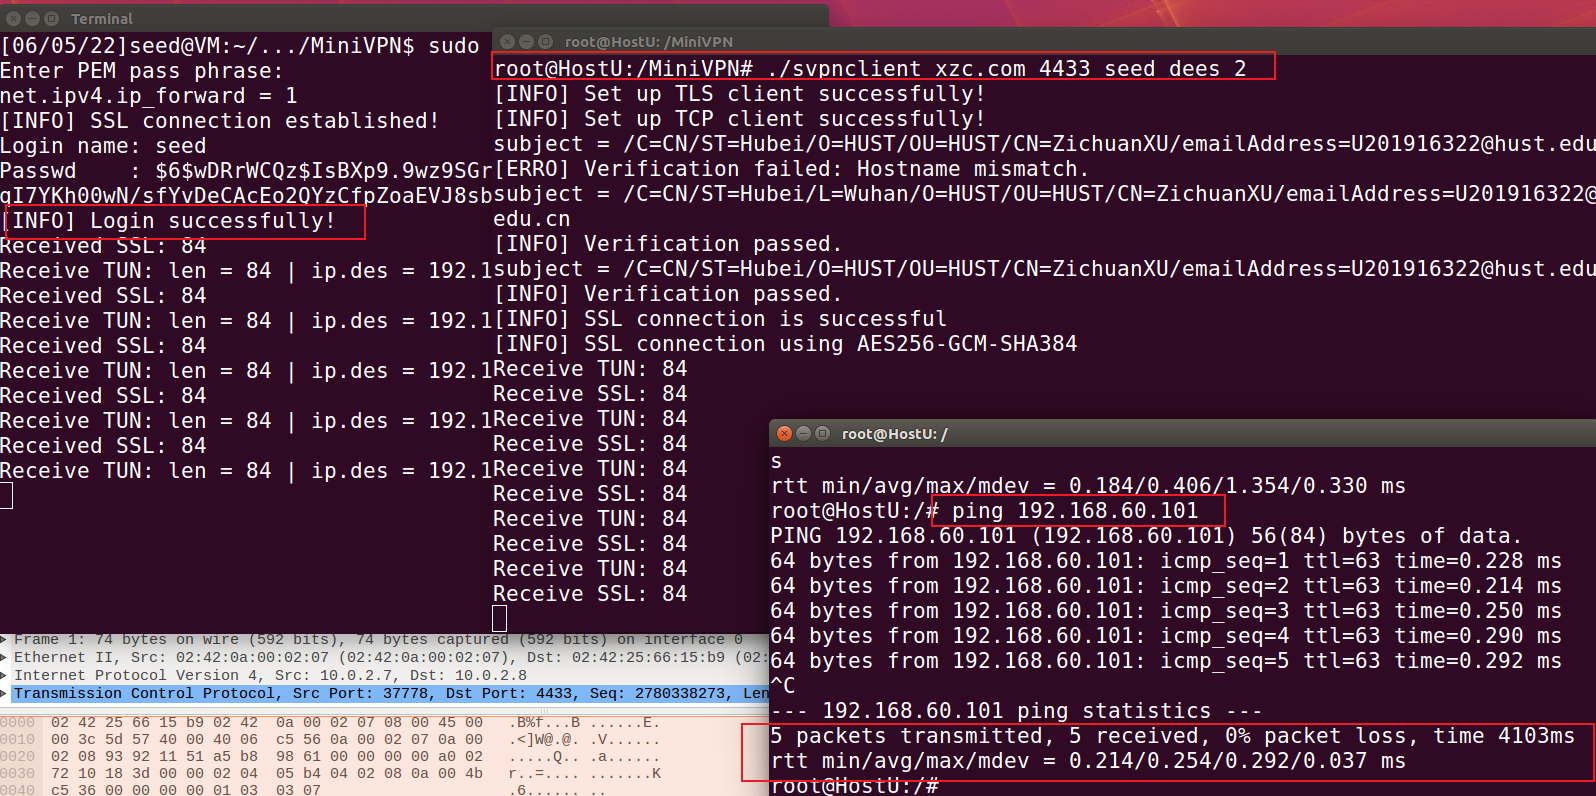 Terminal
[06/05/22]seed@VM:~/.../MiniVPN$ sudo
Enter PEM pass phrase:
net.ipv4.ip_forward = 1
[INFO] SSL connection established!
Login name: seed
Passwd    : $6$wDRrWCQz$IsBXp9.9wz9SGr
qI7YKh00wN/sfYvDeCAcEo2QYzCfpZoaEVJ8sb
[INFO] Login successfully!
Received SSL: 84
Receive TUN: len = 84 | ip.des = 192.1
Received SSL: 84
Receive TUN: len = 84 | ip.des = 192.1
Received SSL: 84
Receive TUN: len = 84 | ip.des = 192.1
Received SSL: 84
Receive TUN: len = 84 | ip.des = 192.1
Received SSL: 84
Receive TUN: len = 84 | ip.des = 192.1
root@HostU: /MiniVPN
root@HostU:/MiniVPN# ./svpnclient xzc.com 4433 seed dees 2
[INFO] Set up TLS client successfully!
[INFO] Set up TCP client successfully!
subject = /C=CN/ST=Hubei/O=HUST/OU=HUST/CN=ZichuanXU/emailAddress=U201916322@hust.edu
[ERRO] Verification failed: Hostname mismatch.
subject = /C=CN/ST=Hubei/L=Wuhan/O=HUST/OU=HUST/CN=ZichuanXU/emailAddress=U201916322@
edu.cn
[INFO] Verification passed.
subject = /C=CN/ST=Hubei/O=HUST/OU=HUST/CN=ZichuanXU/emailAddress=U201916322@hust.edu
[INFO] Verification passed.
[INFO] SSL connection is successful
[INFO] SSL connection using AES256-GCM-SHA384
Receive TUN: 84
Receive SSL: 84
Receive TUN: 84
Receive SSL: 84
Receive TUN: 84
Receive SSL: 84
Receive TUN: 84
Receive SSL: 84
Receive TUN: 84
Receive SSL: 84
root@HostU: /
s
rtt min/avg/max/mdev = 0.184/0.406/1.354/0.330 ms
root@HostU:/# ping 192.168.60.101
PING 192.168.60.101 (192.168.60.101) 56(84) bytes of data.
64 bytes from 192.168.60.101: icmp_seq=1 ttl=63 time=0.228 ms
64 bytes from 192.168.60.101: icmp_seq=2 ttl=63 time=0.214 ms
64 bytes from 192.168.60.101: icmp_seq=3 ttl=63 time=0.250 ms
64 bytes from 192.168.60.101: icmp_seq=4 ttl=63 time=0.290 ms
64 bytes from 192.168.60.101: icmp_seq=5 ttl=63 time=0.292 ms
^C
--- 192.168.60.101 ping statistics ---
5 packets transmitted, 5 received, 0% packet loss, time 4103ms
rtt min/avg/max/mdev = 0.214/0.254/0.292/0.037 ms
root@HostU:/#
Frame 1: 74 bytes on wire (592 bits), 74 bytes captured (592 bits) on interface 0
Ethernet II, Src: 02:42:0a:00:02:07 (02:42:0a:00:02:07), Dst: 02:42:25:66:15:b9 (02:
Internet Protocol Version 4, Src: 10.0.2.7, Dst: 10.0.2.8
Transmission Control Protocol, Src Port: 37778, Dst Port: 4433, Seq: 2780338273, Len
0000 02 42 25 66 15 b9 02 42 0a 00 02 07 08 00 45 00 .B%f...B ......E.
0010 00 3c 5d 57 40 00 40 06 c5 56 0a 00 02 07 0a 00 .<]W@.@. .V......
0020 02 08 93 92 11 51 a5 b8 98 61 00 00 00 00 a0 02 .....Q.. .a......
0030 72 10 18 3d 00 00 02 04 05 b4 04 02 08 0a 00 4b r..=.... .......K
0040 c5 36 00 00 00 00 01 03 03 07 .6...... ..